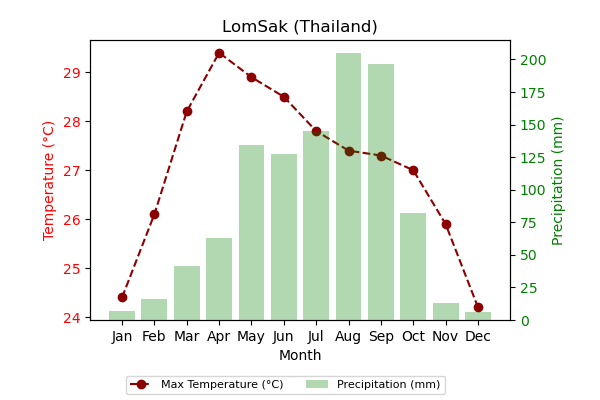 LomSak (Thailand)
Temperature (°C)
29
28
27
26
25
24
200
175
150
125
100
75
50
25
0
Precipitation (mm)
Jan Feb Mar Apr May Jun Jul Aug Sep Oct Nov Dec
Month
Max Temperature (°C) Precipitation (mm)